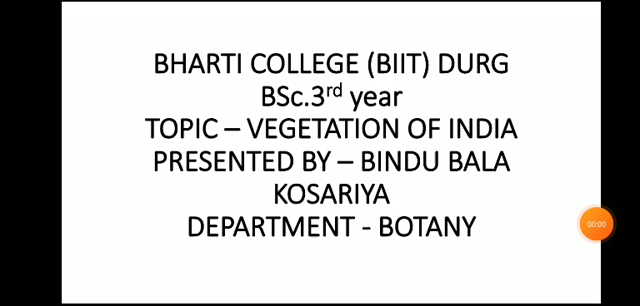 BHARTI COLLEGE (BIIT) DURG
BSc.3rd year
TOPIC – VEGETATION OF INDIA
PRESENTED BY – BINDU BALA
KOSARIYA
DEPARTMENT - BOTANY
00:00